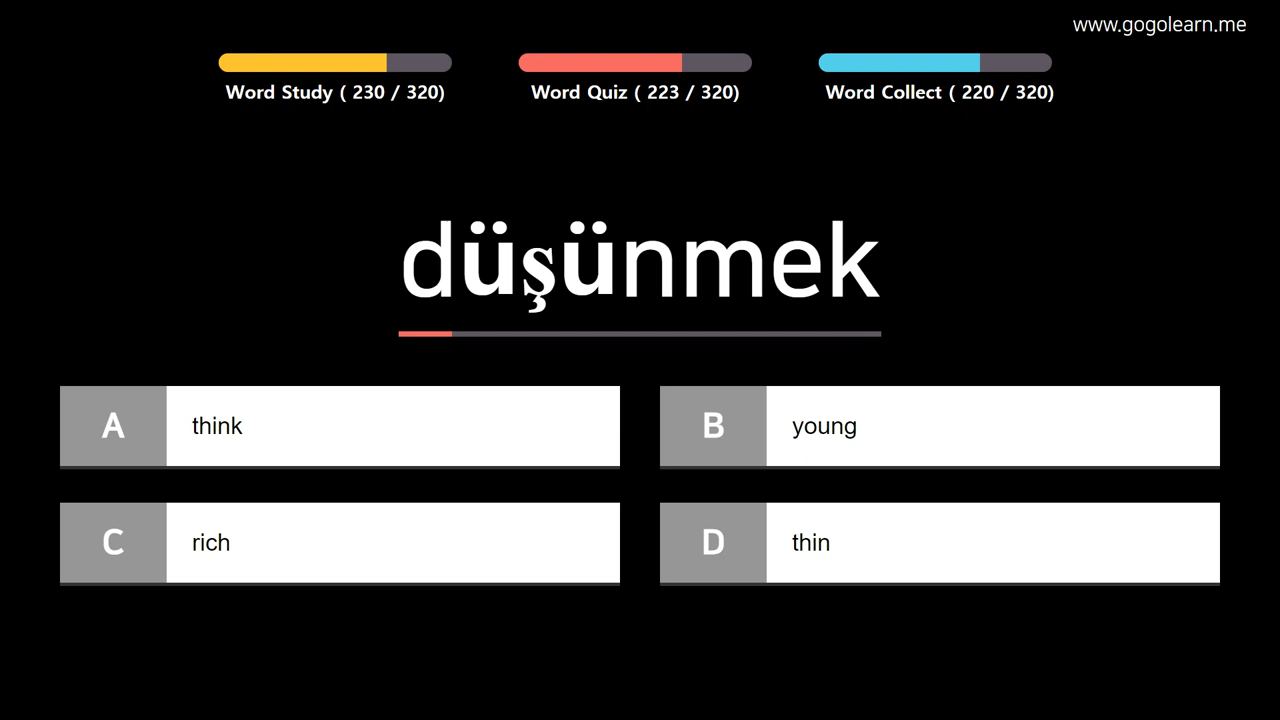 www.gogolearn.me
Word Study ( 230 / 320)
Word Quiz ( 223 / 320)
Word Collect ( 220 / 320)
düşünmek
A think
B young
C rich
D thin